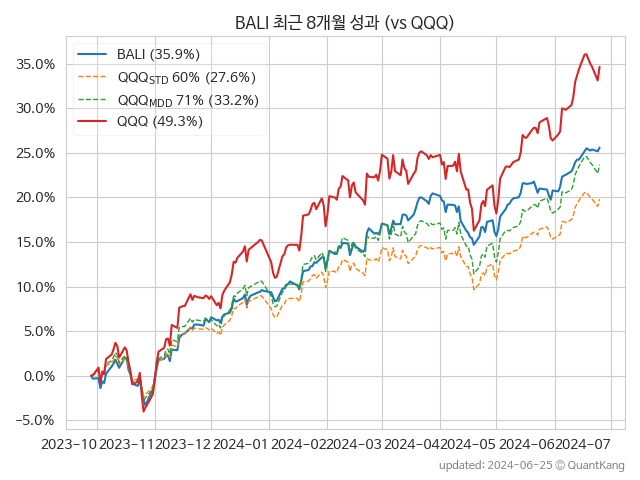 BALI 최근 8개월 성과 (vs QQQ)
BALI (35.9%)
QQQSTD 60% (27.6%)
QQQMDD 71% (33.2%)
QQQ (49.3%)
35.0%
30.0%
25.0%
20.0%
15.0%
10.0%
5.0%
0.0%
−5.0%
2023-10 2023-11 2023-12 2024-01 2024-02 2024-03 2024-04 2024-05 2024-06 2024-07
updated: 2024-06-25 © QuantKang